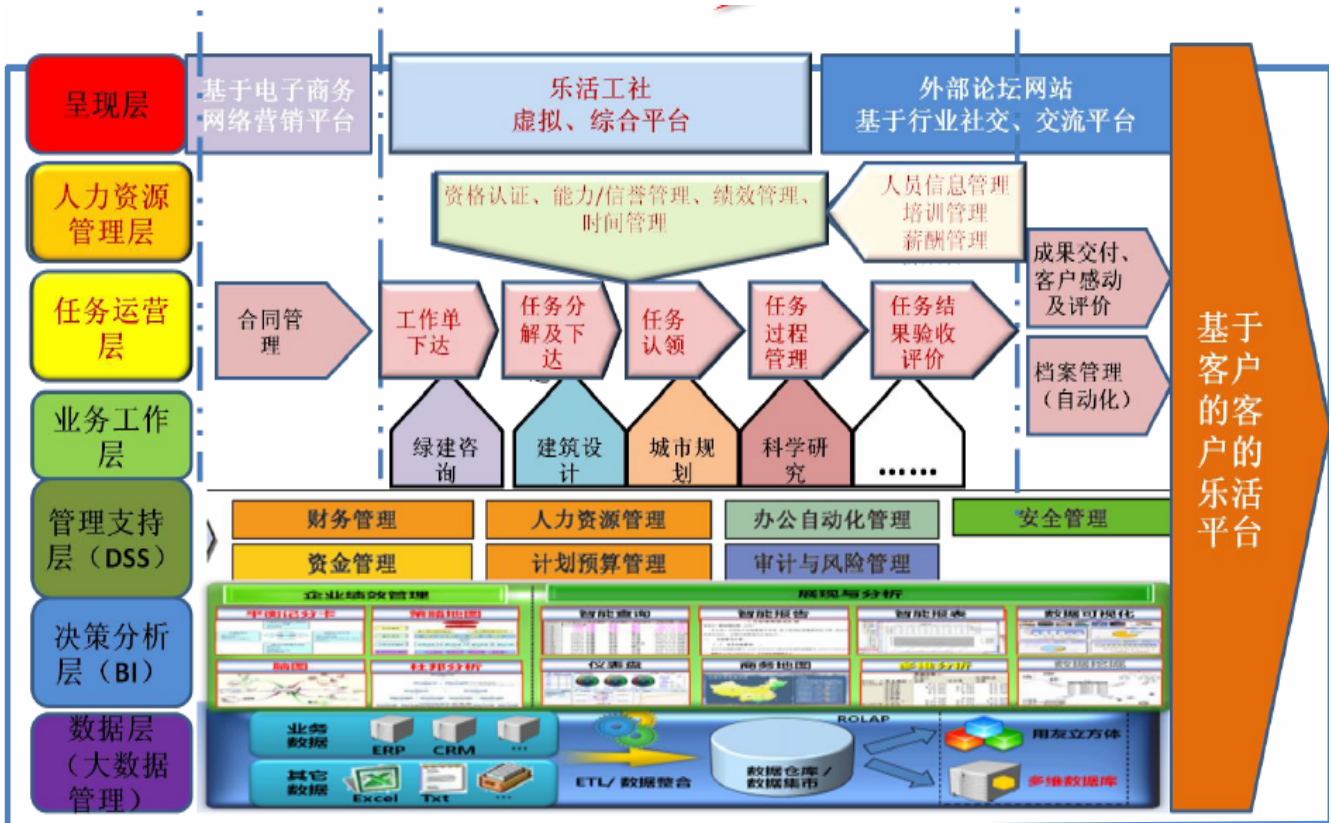 呈现层
基于电子商务
网络营销平台
乐活工社
虚拟、综合平台
外部论坛网站
基于行业社交、交流平台
人力资源
管理层
资格认证、能力/信誉管理、绩效管理、
时间管理
人员信息管理
培训管理
薪酬管理
任务运营
层
合同管
理
工作单
下达
任务分
解及下
达
任务
认领
任务
过程
管理
任务结
果验收
评价
成果交付、
客户感动
及评价
档案管理
（自动化）
基于
客户
的客
户的
乐活
平台
业务工作
层
绿建咨
询
建筑设
计
城市规
划
科学研
究
……
管理支持
层（DSS）
财务管理
人力资源管理
办公自动化管理
安全管理
资金管理
计划预算管理
审计与风险管理
决策分析
层（BI）
企业绩效管理
展现与分析
平衡记分卡
策略地图
智能查询
智能报告
智能报表
数据可视化
脑图
杜邦分析
仪表盘
商务地图
多维分析
数据挖掘
数据层
（大数据
管理）
业务
数据
ERP
CRM
...
其它
数据
Excel
Txt
...
ETL/ 数据整合
数据仓库 /
数据集市
ROLAP
用友立方体
多维数据库